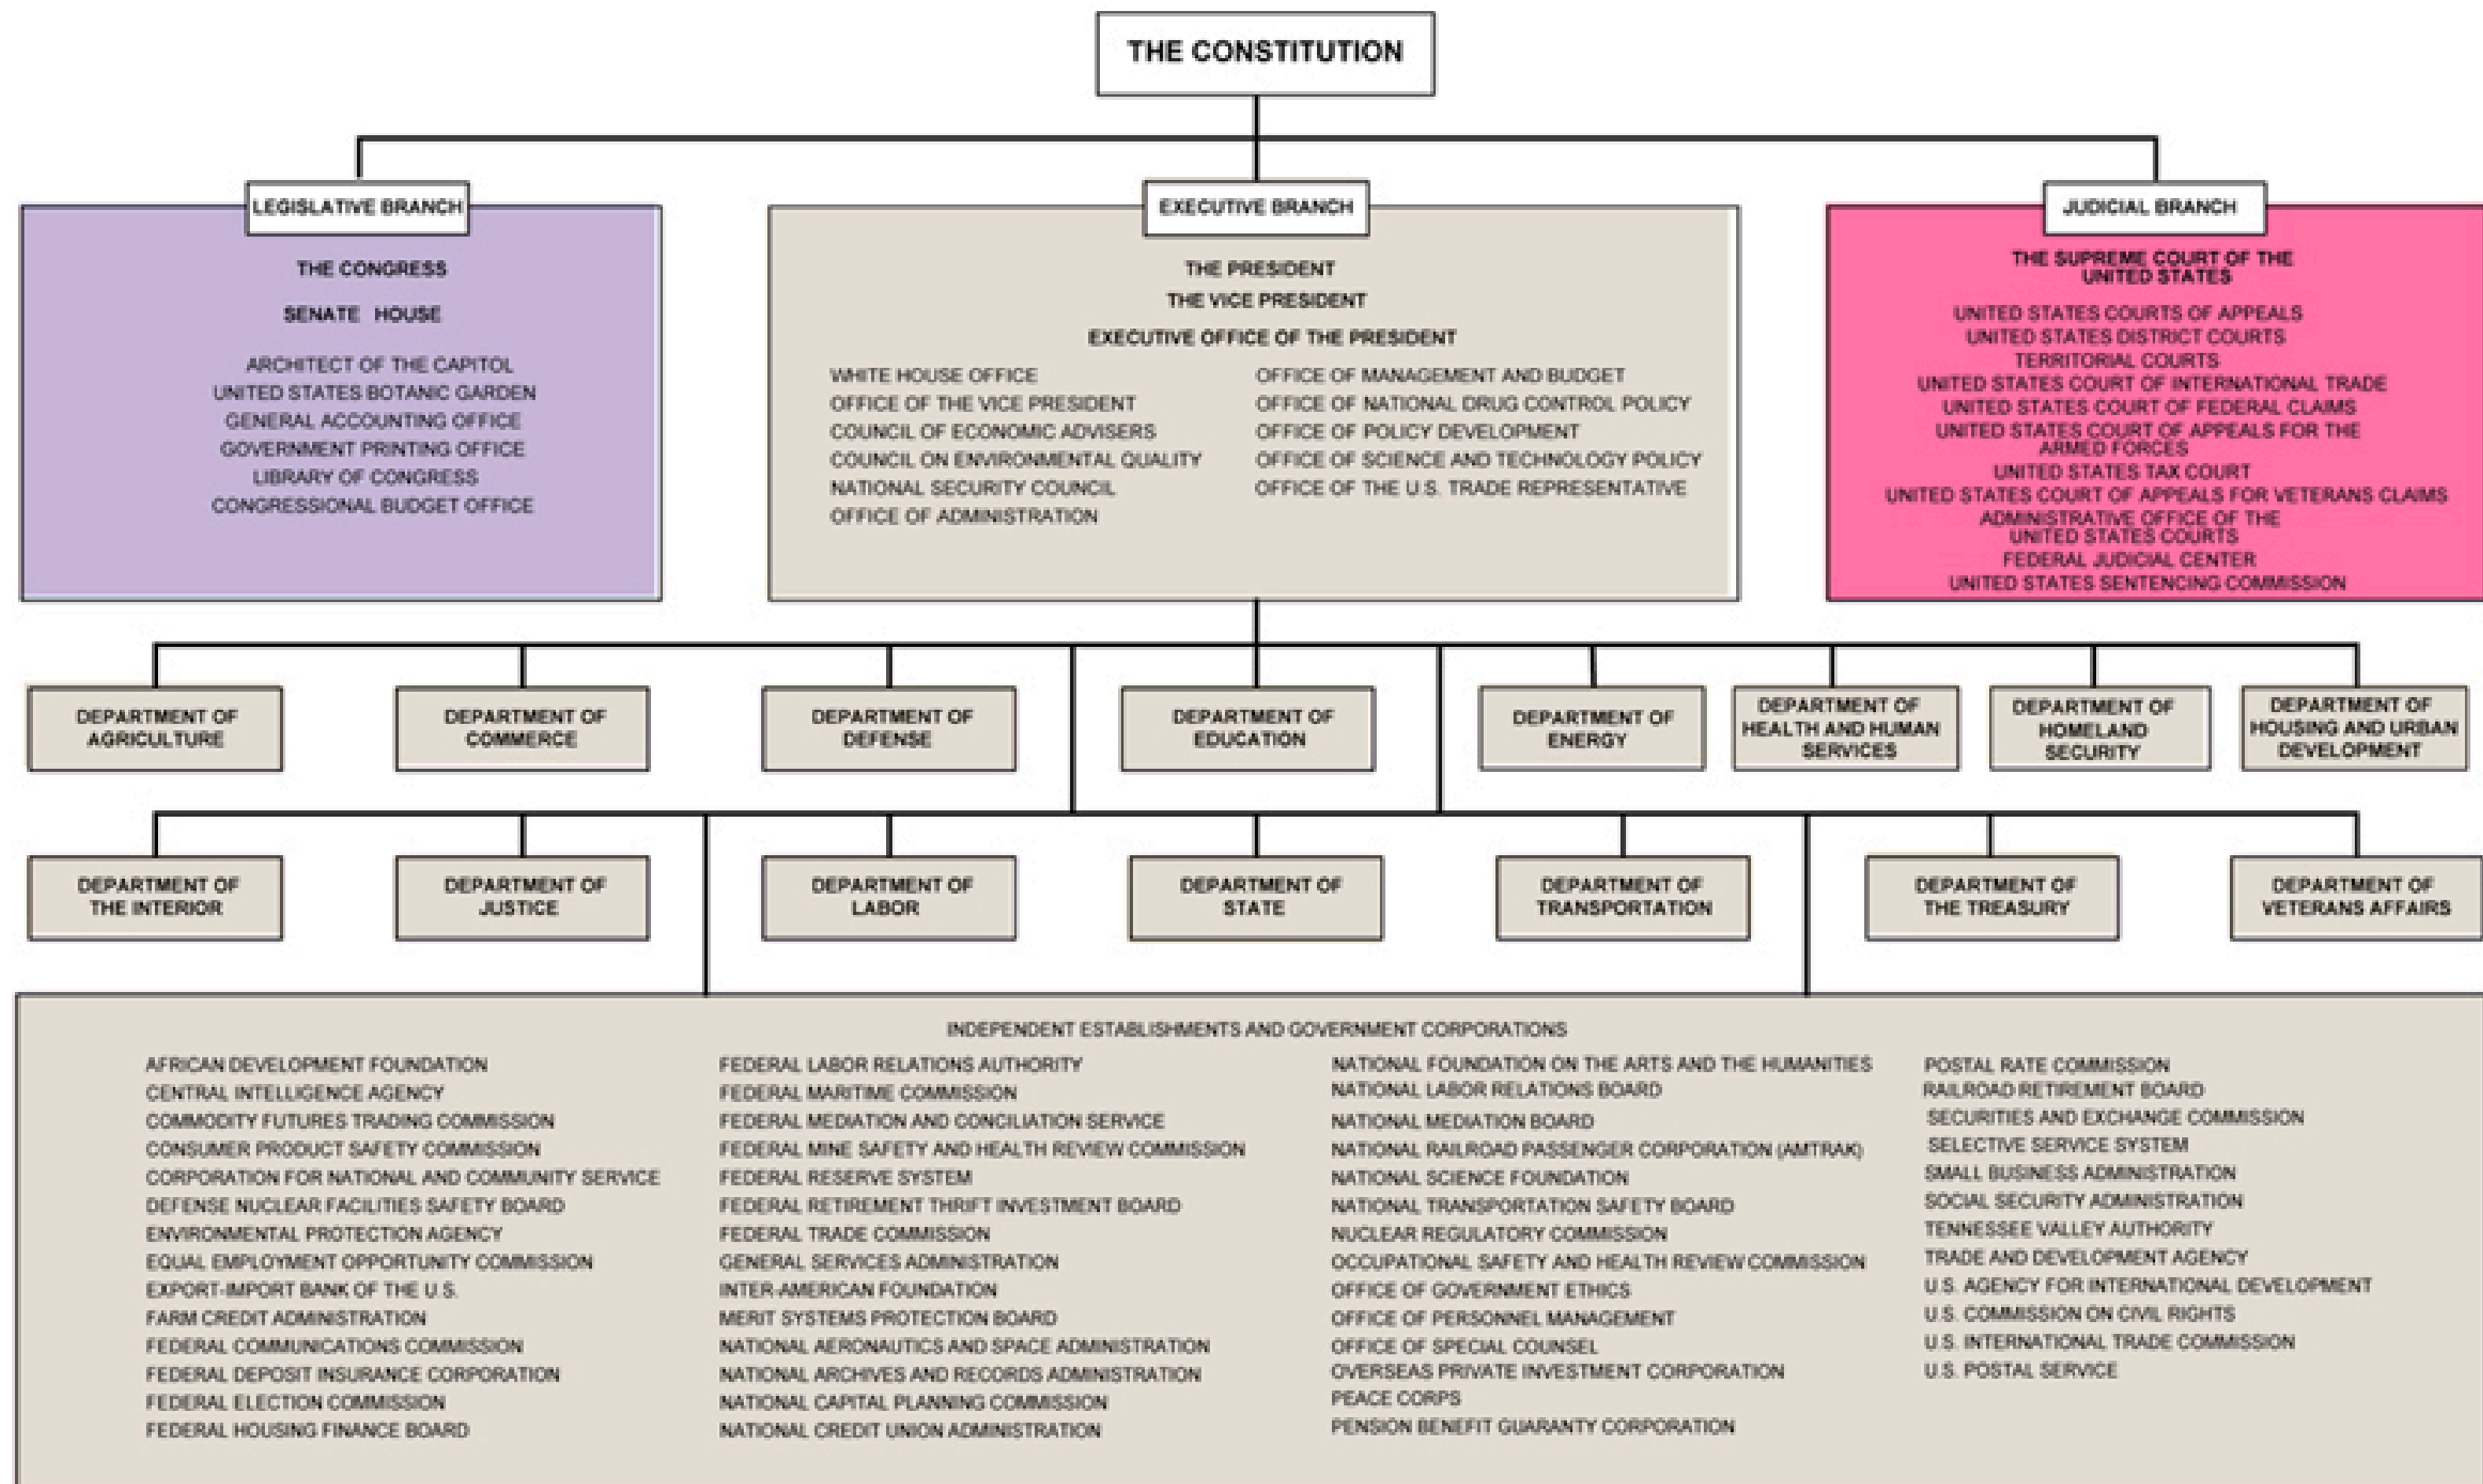 THE CONSTITUTION
LEGISLATIVE BRANCH
THE CONGRESS
SENATE HOUSE
ARCHITECT OF THE CAPITOL
UNITED STATES BOTANIC GARDEN
GENERAL ACCOUNTING OFFICE
GOVERNMENT PRINTING OFFICE
LIBRARY OF CONGRESS
CONGRESSIONAL BUDGET OFFICE
EXECUTIVE BRANCH
THE PRESIDENT
THE VICE PRESIDENT
EXECUTIVE OFFICE OF THE PRESIDENT
WHITE HOUSE OFFICE
OFFICE OF THE VICE PRESIDENT
COUNCIL OF ECONOMIC ADVISERS
COUNCIL ON ENVIRONMENTAL QUALITY
NATIONAL SECURITY COUNCIL
OFFICE OF ADMINISTRATION
OFFICE OF MANAGEMENT AND BUDGET
OFFICE OF NATIONAL DRUG CONTROL POLICY
OFFICE OF POLICY DEVELOPMENT
OFFICE OF SCIENCE AND TECHNOLOGY POLICY
OFFICE OF THE U.S. TRADE REPRESENTATIVE
JUDICIAL BRANCH
THE SUPREME COURT OF THE
UNITED STATES
UNITED STATES COURTS OF APPEALS
UNITED STATES DISTRICT COURTS
TERRITORIAL COURTS
UNITED STATES COURT OF INTERNATIONAL TRADE
UNITED STATES COURT OF FEDERAL CLAIMS
UNITED STATES COURT OF APPEALS FOR THE
ARMED FORCES
UNITED STATES TAX COURT
UNITED STATES COURT OF APPEALS FOR VETERANS CLAIMS
ADMINISTRATIVE OFFICE OF THE
UNITED STATES COURTS
FEDERAL JUDICIAL CENTER
UNITED STATES SENTENCING COMMISSION
DEPARTMENT OF
AGRICULTURE
DEPARTMENT OF
COMMERCE
DEPARTMENT OF
DEFENSE
DEPARTMENT OF
EDUCATION
DEPARTMENT OF
ENERGY
DEPARTMENT OF
HEALTH AND HUMAN
SERVICES
DEPARTMENT OF
HOMELAND
SECURITY
DEPARTMENT OF
HOUSING AND URBAN
DEVELOPMENT
DEPARTMENT OF
THE INTERIOR
DEPARTMENT OF
JUSTICE
DEPARTMENT OF
LABOR
DEPARTMENT OF
STATE
DEPARTMENT OF
TRANSPORTATION
DEPARTMENT OF
THE TREASURY
DEPARTMENT OF
VETERANS AFFAIRS
INDEPENDENT ESTABLISHMENTS AND GOVERNMENT CORPORATIONS
AFRICAN DEVELOPMENT FOUNDATION
CENTRAL INTELLIGENCE AGENCY
COMMODITY FUTURES TRADING COMMISSION
CONSUMER PRODUCT SAFETY COMMISSION
CORPORATION FOR NATIONAL AND COMMUNITY SERVICE
DEFENSE NUCLEAR FACILITIES SAFETY BOARD
ENVIRONMENTAL PROTECTION AGENCY
EQUAL EMPLOYMENT OPPORTUNITY COMMISSION
EXPORT-IMPORT BANK OF THE U.S.
FARM CREDIT ADMINISTRATION
FEDERAL COMMUNICATIONS COMMISSION
FEDERAL DEPOSIT INSURANCE CORPORATION
FEDERAL ELECTION COMMISSION
FEDERAL HOUSING FINANCE BOARD
FEDERAL LABOR RELATIONS AUTHORITY
FEDERAL MARITIME COMMISSION
FEDERAL MEDIATION AND CONCILIATION SERVICE
FEDERAL MINE SAFETY AND HEALTH REVIEW COMMISSION
FEDERAL RESERVE SYSTEM
FEDERAL RETIREMENT THRIFT INVESTMENT BOARD
FEDERAL TRADE COMMISSION
GENERAL SERVICES ADMINISTRATION
INTER-AMERICAN FOUNDATION
MERIT SYSTEMS PROTECTION BOARD
NATIONAL AERONAUTICS AND SPACE ADMINISTRATION
NATIONAL ARCHIVES AND RECORDS ADMINISTRATION
NATIONAL CAPITAL PLANNING COMMISSION
NATIONAL CREDIT UNION ADMINISTRATION
NATIONAL FOUNDATION ON THE ARTS AND THE HUMANITIES
NATIONAL LABOR RELATIONS BOARD
NATIONAL MEDIATION BOARD
NATIONAL RAILROAD PASSENGER CORPORATION (AMTRAK)
NATIONAL SCIENCE FOUNDATION
NATIONAL TRANSPORTATION SAFETY BOARD
NUCLEAR REGULATORY COMMISSION
OCCUPATIONAL SAFETY AND HEALTH REVIEW COMMISSION
OFFICE OF GOVERNMENT ETHICS
OFFICE OF PERSONNEL MANAGEMENT
OFFICE OF SPECIAL COUNSEL
OVERSEAS PRIVATE INVESTMENT CORPORATION
PEACE CORPS
PENSION BENEFIT GUARANTY CORPORATION
POSTAL RATE COMMISSION
RAILROAD RETIREMENT BOARD
SECURITIES AND EXCHANGE COMMISSION
SELECTIVE SERVICE SYSTEM
SMALL BUSINESS ADMINISTRATION
SOCIAL SECURITY ADMINISTRATION
TENNESSEE VALLEY AUTHORITY
TRADE AND DEVELOPMENT AGENCY
U.S. AGENCY FOR INTERNATIONAL DEVELOPMENT
U.S. COMMISSION ON CIVIL RIGHTS
U.S. INTERNATIONAL TRADE COMMISSION
U.S. POSTAL SERVICE